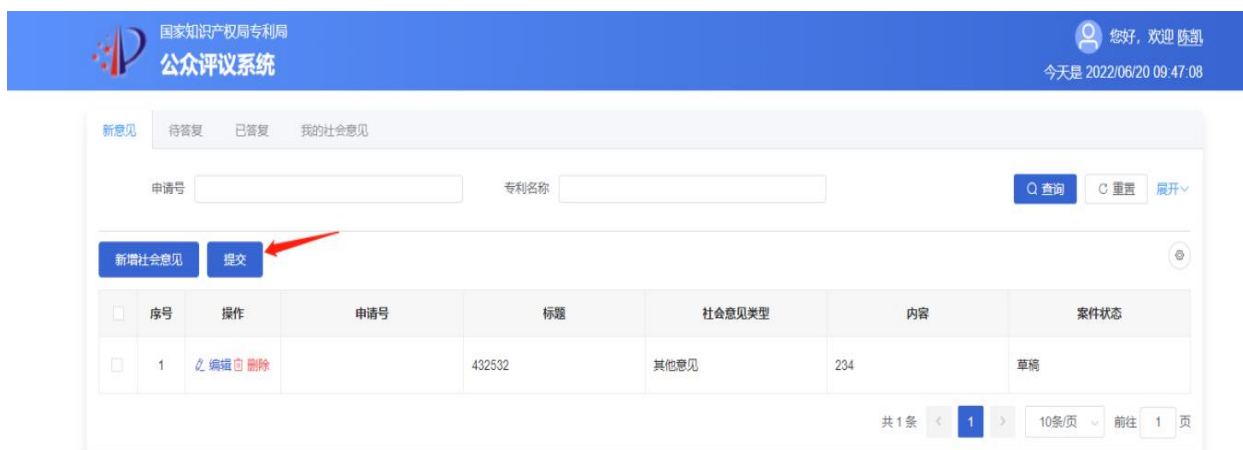 国家知识产权局专利局
公众评议系统
您好，欢迎 陈凯
今天是 2022/06/20 09:47:08
新意见 待答复 已答复 我的社会意见
申请号 专利名称 查询 重置 展开
新增社会意见 提交
序号 操作 申请号 标题 社会意见类型 内容 案件状态
1 编辑 删除 432532 其他意见 234 草稿
共 1 条 1 10条/页 前往 1 页